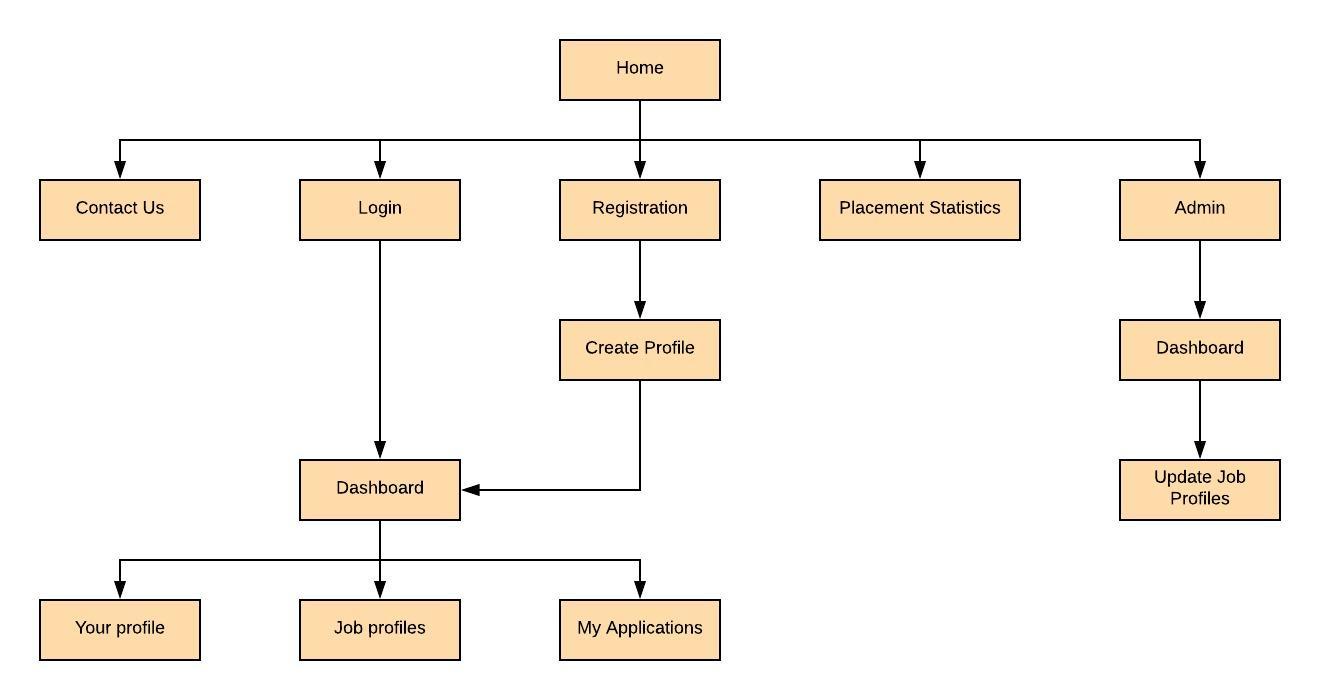 Home
Contact Us
Login
Registration
Placement Statistics
Admin
Create Profile
Dashboard
Dashboard
Update Job
Profiles
Your profile
Job profiles
My Applications